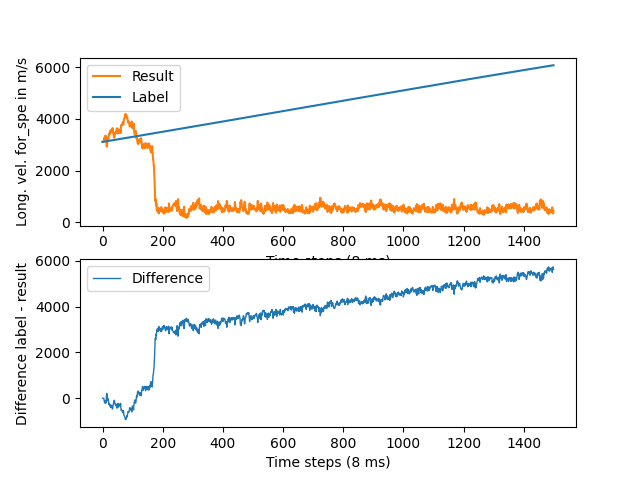 Long. vel. for_spe in m/s
6000
4000
2000
0
Result
Label
0 200 400 600 800 1000 1200 1400
Time steps (8 ms)
Difference label - result
6000
4000
2000
0
Difference
0 200 400 600 800 1000 1200 1400
Time steps (8 ms)